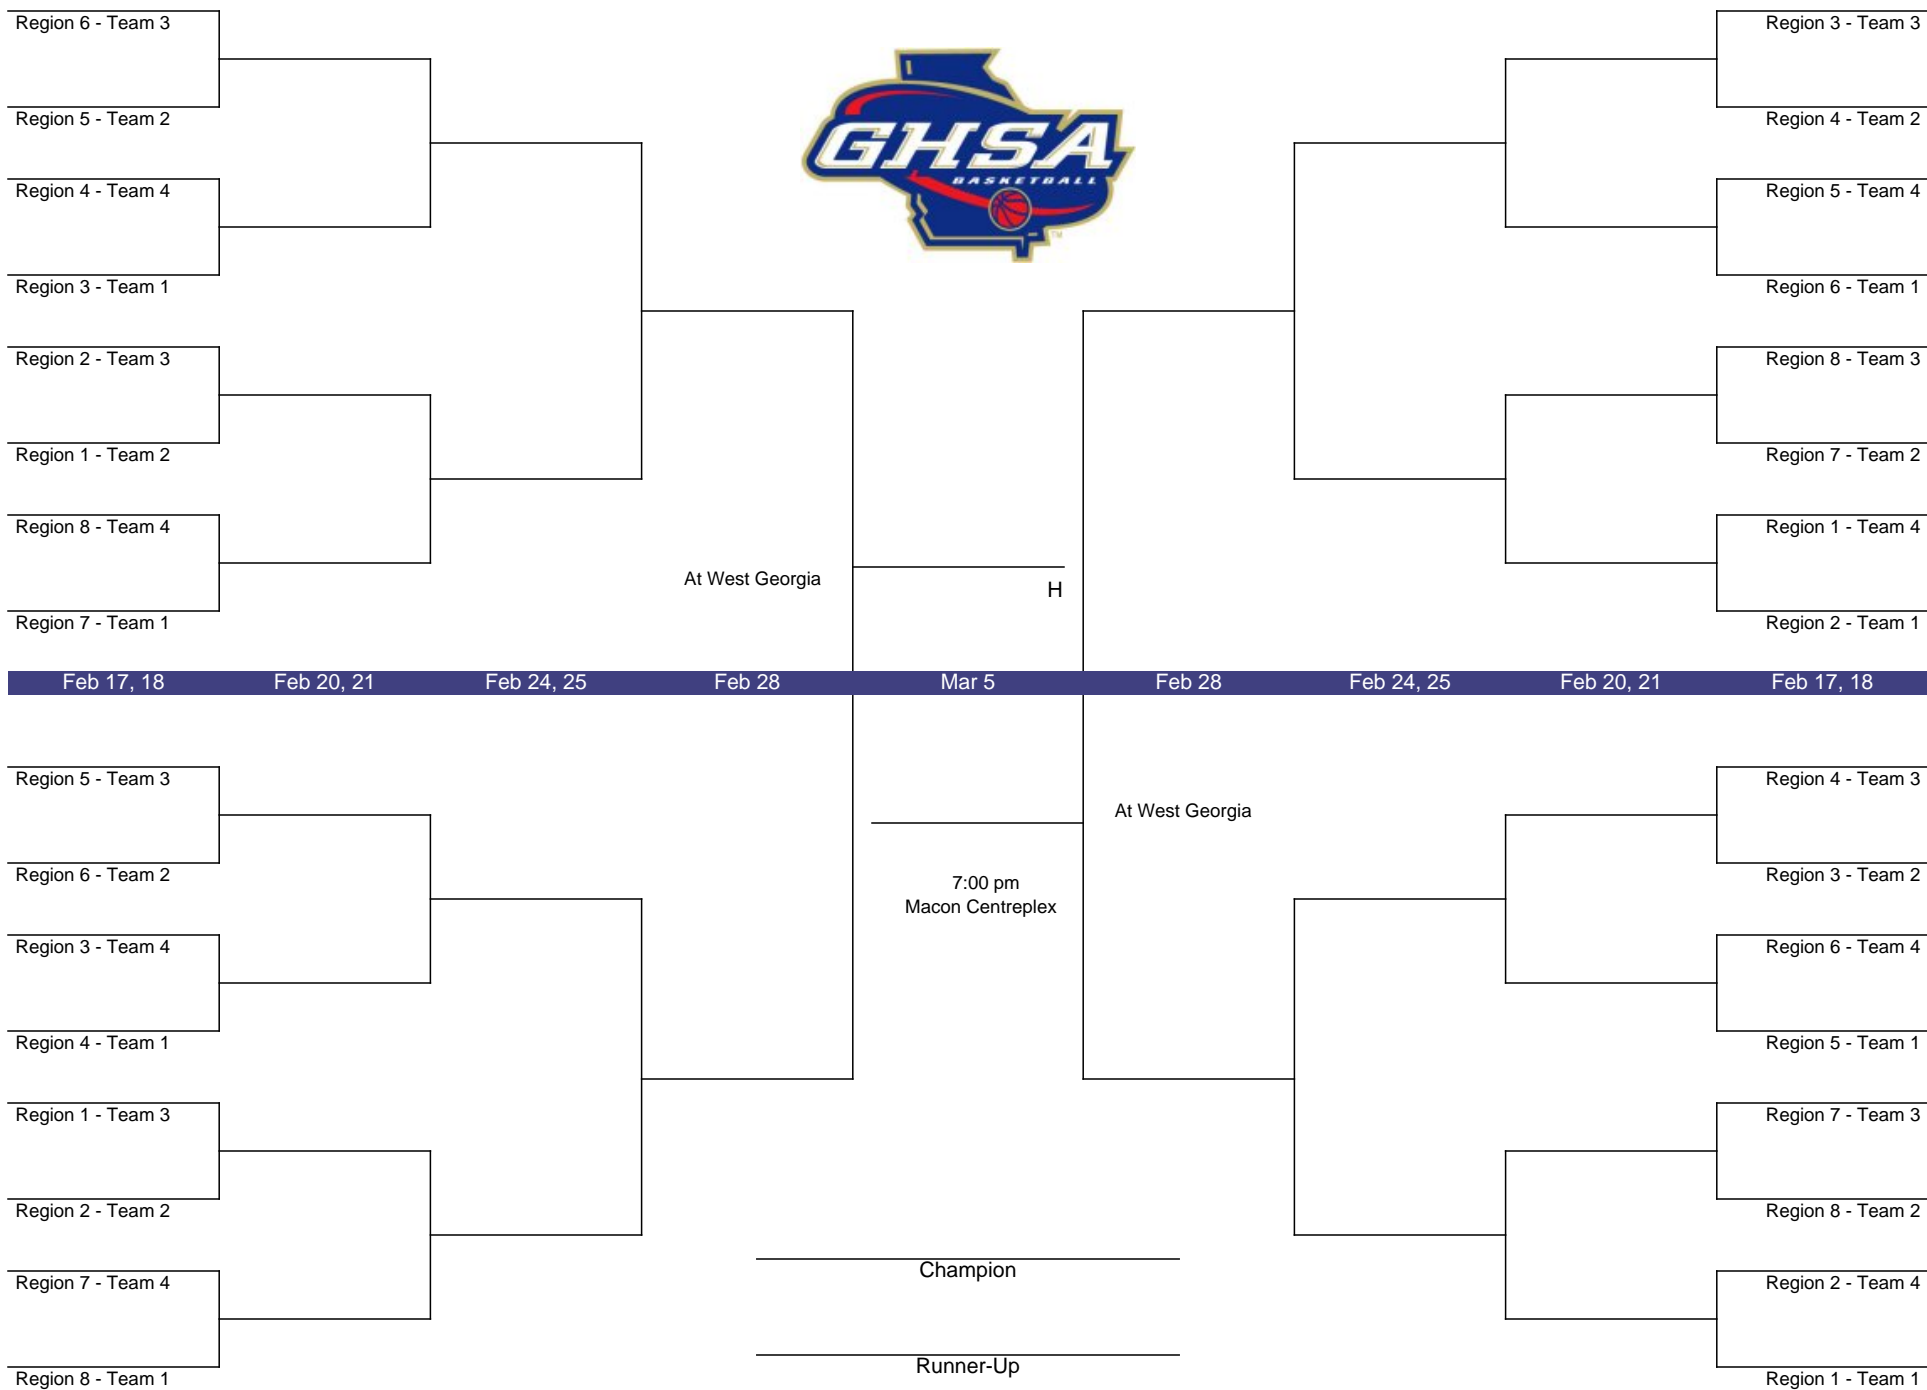 Region 6 - Team 3
Region 3 - Team 3
Region 5 - Team 2
Region 4 - Team 2
GHSA
BASKETBALL
TM
Region 4 - Team 4
Region 5 - Team 4
Region 3 - Team 1
Region 6 - Team 1
Region 2 - Team 3
Region 8 - Team 3
Region 1 - Team 2
Region 7 - Team 2
Region 8 - Team 4
Region 1 - Team 4
At West Georgia
H
Region 7 - Team 1
Region 2 - Team 1
Feb 17, 18 Feb 20, 21 Feb 24, 25 Feb 28 Mar 5 Feb 28 Feb 24, 25 Feb 20, 21 Feb 17, 18
Region 5 - Team 3
Region 4 - Team 3
At West Georgia
Region 6 - Team 2
Region 3 - Team 2
7:00 pm
Macon Centreplex
Region 3 - Team 4
Region 6 - Team 4
Region 4 - Team 1
Region 5 - Team 1
Region 1 - Team 3
Region 7 - Team 3
Region 2 - Team 2
Region 8 - Team 2
Champion
Region 7 - Team 4
Region 2 - Team 4
Runner-Up
Region 8 - Team 1
Region 1 - Team 1